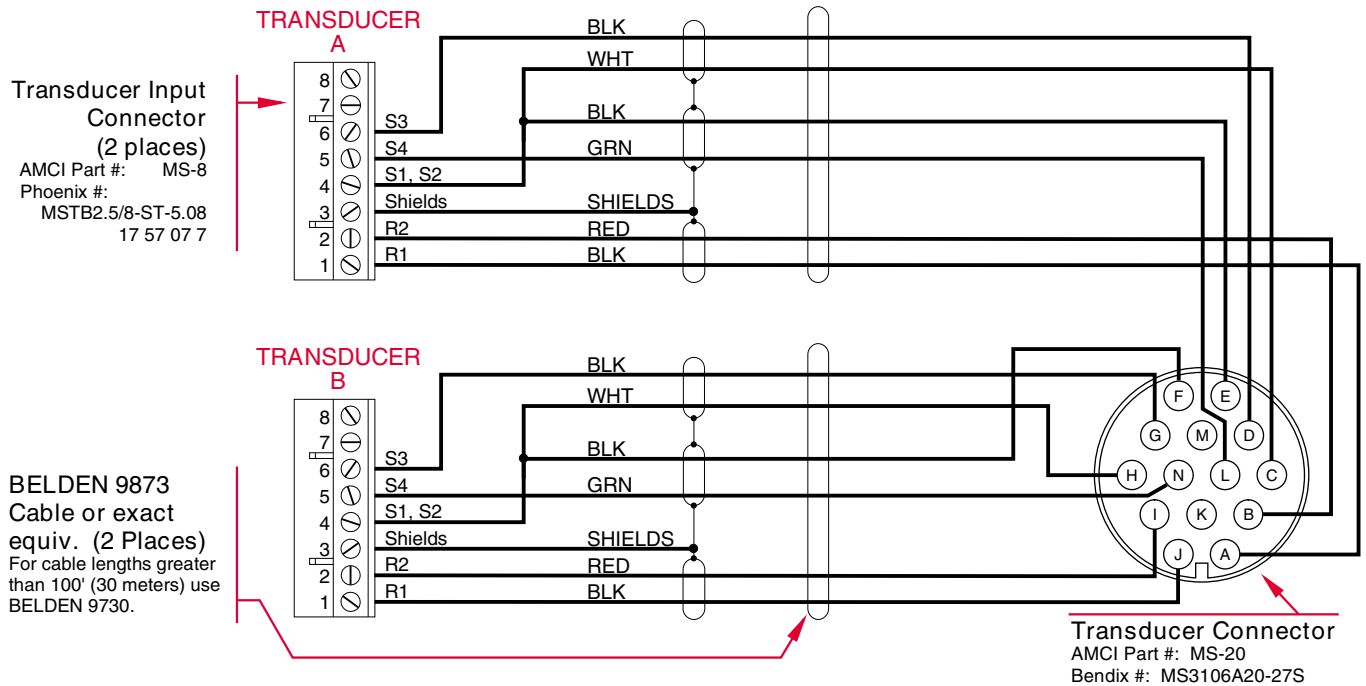 TRANSDUCER
A
Transducer Input
Connector
(2 places)
AMCI Part #: MS-8
Phoenix #:
MSTB2.5/8-ST-5.08
17 57 07 7
8
7
6
5
4
3
2
1
S3
S4
S1, S2
Shields
R2
R1
BLK
WHT
BLK
GRN
SHIELDS
RED
BLK
TRANSDUCER
B
8
7
6
5
4
3
2
1
S3
S4
S1, S2
Shields
R2
R1
BLK
WHT
BLK
GRN
SHIELDS
RED
BLK
BELDEN 9873
Cable or exact
equiv. (2 Places)
For cable lengths greater
than 100' (30 meters) use
BELDEN 9730.
F E
G M D
H N L C
I K B
J A
Transducer Connector
AMCI Part #: MS-20
Bendix #: MS3106A20-27S